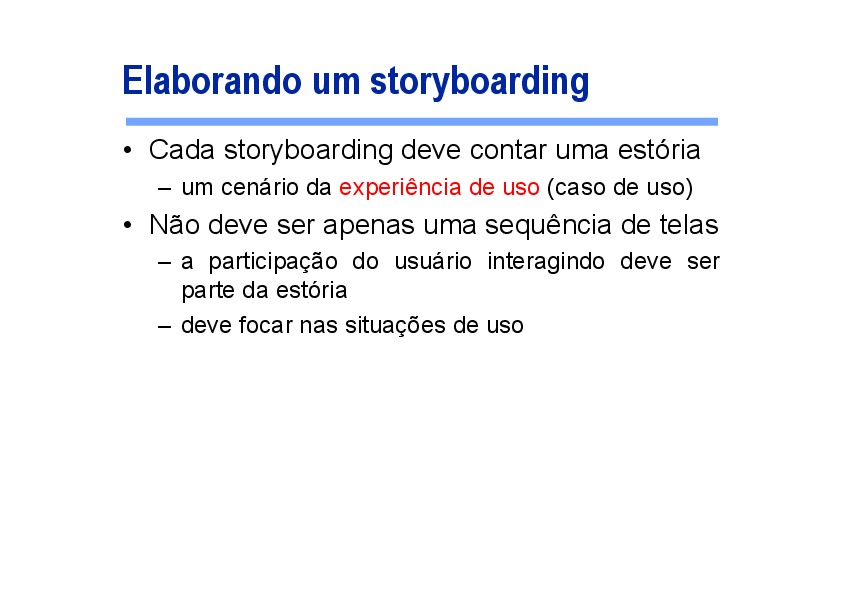 Elaborando um storyboarding
• Cada storyboarding deve contar uma estória
– um cenário da experiência de uso (caso de uso)
• Não deve ser apenas uma sequência de telas
– a participação do usuário interagindo deve ser
parte da estória
– deve focar nas situações de uso